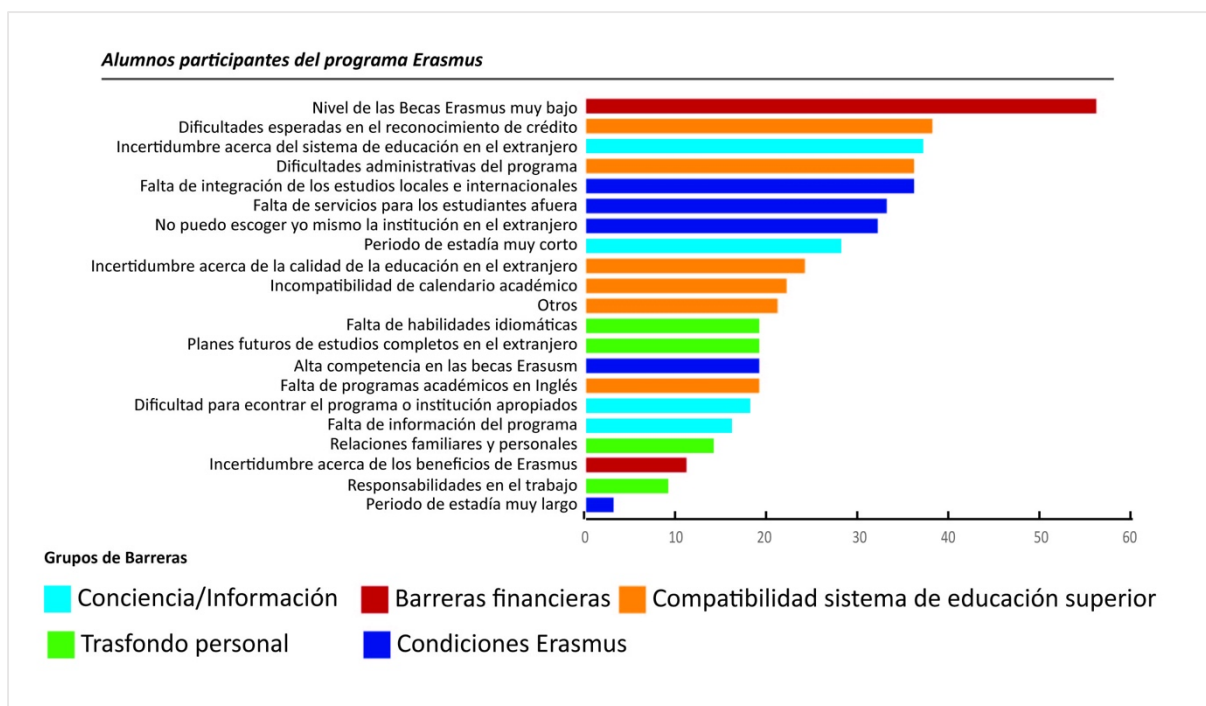 Alumnos participantes del programa Erasmus
Nivel de las Becas Erasmus muy bajo
Dificultades esperadas en el reconocimiento de crédito
Incertidumbre acerca del sistema de educación en el extranjero
Dificultades administrativas del programa
Falta de integración de los estudios locales e internacionales
Falta de servicios para los estudiantes afuera
No puedo escoger yo mismo la institución en el extranjero
Periodo de estadía muy corto
Incertidumbre acerca de la calidad de la educación en el extranjero
Incompatibilidad de calendario académico
Otros
Falta de habilidades idiomáticas
Planes futuros de estudios completos en el extranjero
Alta competencia en las becas Erasusm
Falta de programas académicos en Inglés
Dificultad para econtrar el programa o institución apropiados
Falta de información del programa
Relaciones familiares y personales
Incertidumbre acerca de los beneficios de Erasmus
Responsabilidades en el trabajo
Periodo de estadía muy largo
0 10 20 30 40 50 60
Grupos de Barreras
Conciencia/Información Barreras financieras Compatibilidad sistema de educación superior
Trasfondo personal Condiciones Erasmus